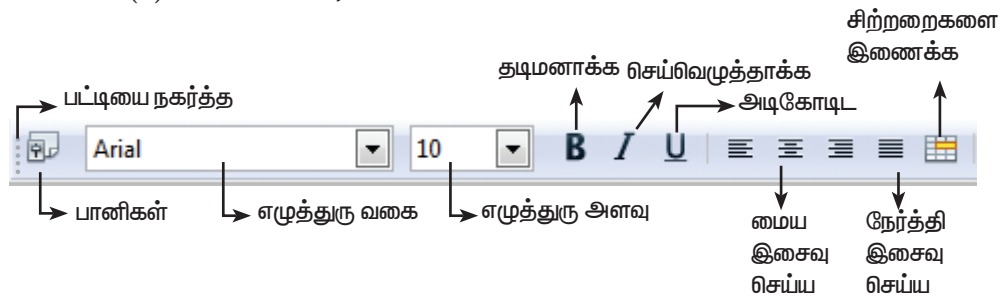 சிற்றறைகளை
இணைக்க
தடிமனாக்க செய்வெழுத்தாக்க
பட்டியை நகர்த்த
அடிகோடிட
Arial 10 B I U
பானிகள் எழுத்துரு வகை எழுத்துரு அளவு
மைய நேர்த்தி
இசைவு இசைவு
செய்ய செய்ய